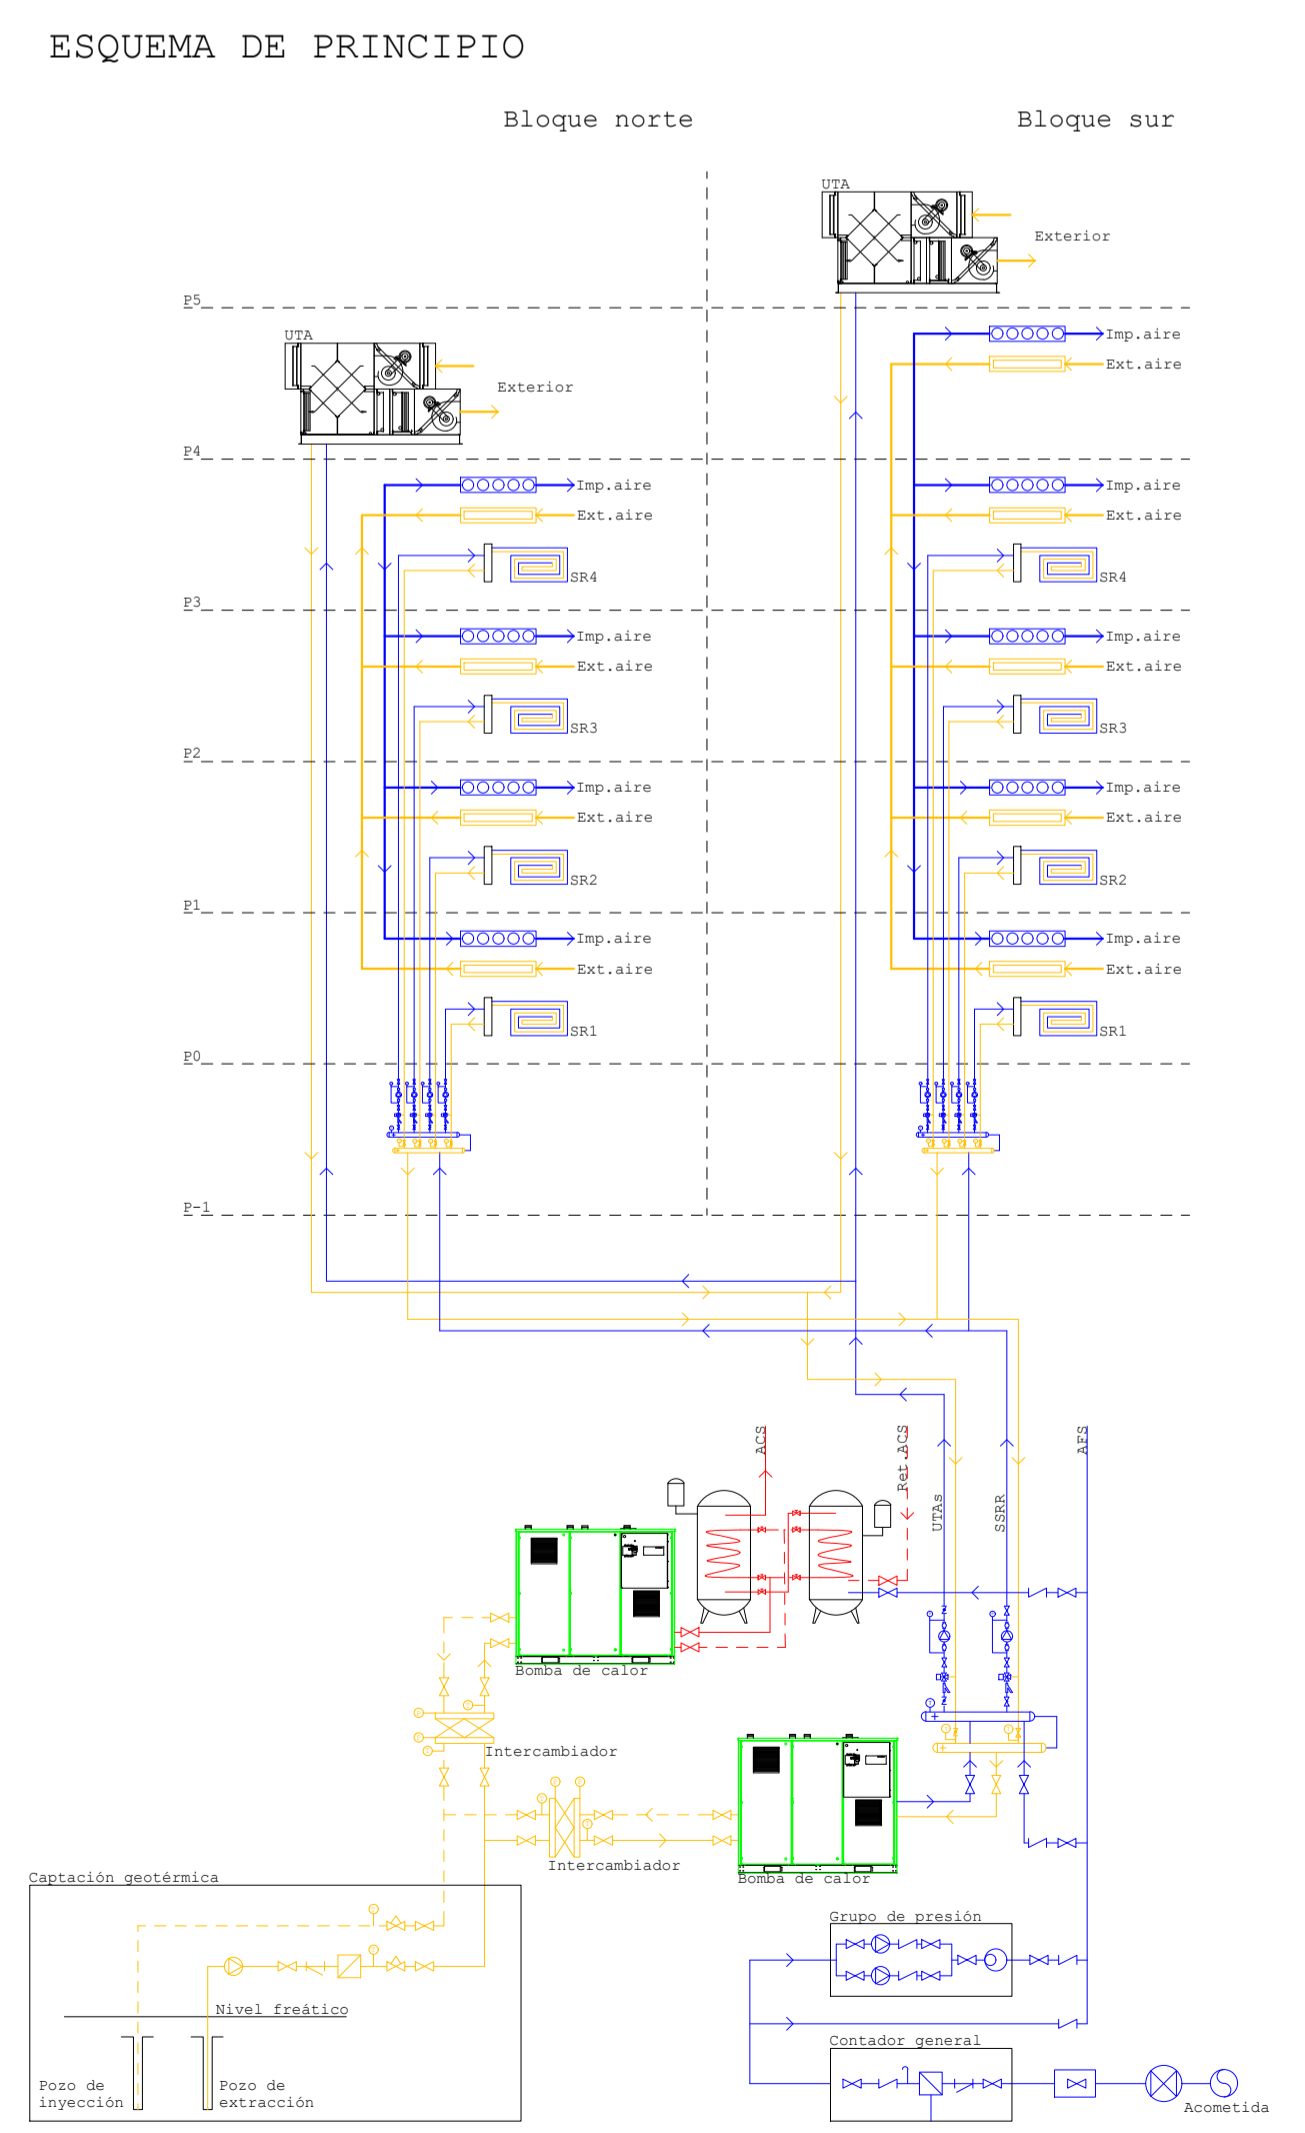 ESQUEMA DE PRINCIPIO
Bloque norte
Bloque sur
UTA
Exterior
P5
UTA
Imp.aire
Ext.aire
Exterior
P4
Imp.aire
Imp.aire
Ext.aire
Ext.aire
SR4
SR4
P3
Imp.aire
Imp.aire
Ext.aire
Ext.aire
SR3
SR3
P2
Imp.aire
Imp.aire
Ext.aire
Ext.aire
SR2
SR2
P1
Imp.aire
Imp.aire
Ext.aire
Ext.aire
SR1
SR1
P0
P-1
ACS
Ret.ACS
AFS
UTAs
SSRR
Bomba de calor
Intercambiador
Intercambiador
Bomba de calor
Captación geotérmica
Grupo de presión
Nivel freático
Contador general
Pozo de
inyección
Pozo de
extracción
Acometida